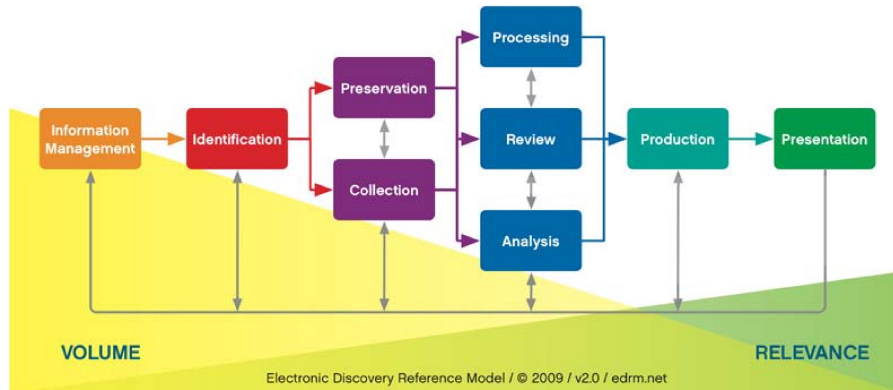 Processing
Preservation
Information
Management
Identification
Review
Production
Presentation
Collection
Analysis
VOLUME
RELEVANCE
Electronic Discovery Reference Model / © 2009 / v2.0 / edrm.net